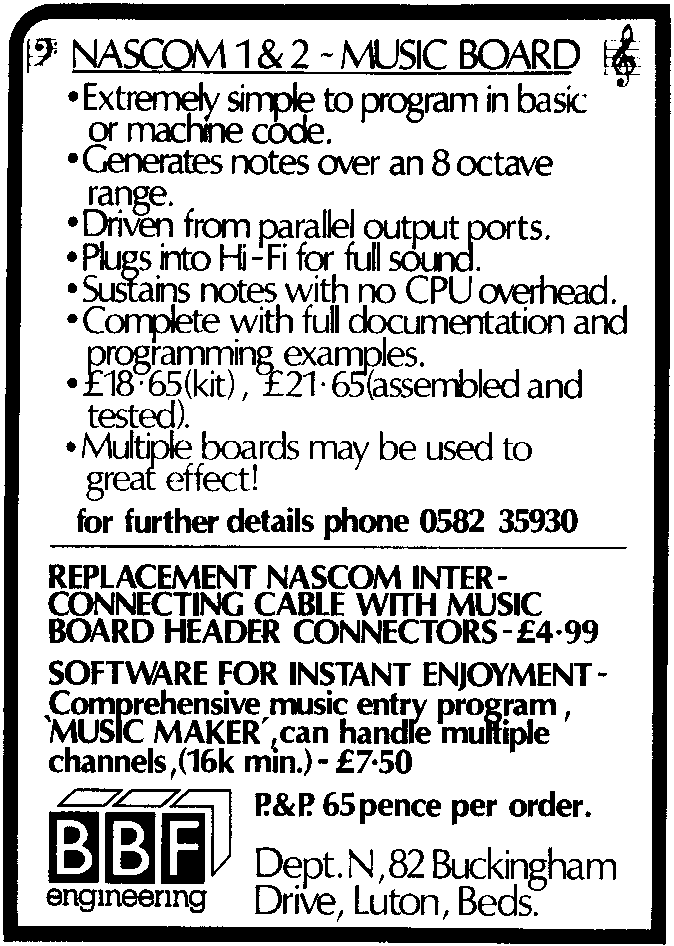 NASCOM 1 & 2 - MUSIC BOARD
• Extremely simple to program in basic
or machine code.
• Generates notes over an 8 octave
range.
• Driven from parallel output ports.
• Plugs into Hi-Fi for full sound.
• Sustains notes with no CPU overhead.
• Complete with full documentation and
programming examples.
• £18·65(kit), £21·65(assembled and
tested).
• Multiple boards may be used to
great effect!
for further details phone 0582 35930
REPLACEMENT NASCOM INTER-
CONNECTING CABLE WITH MUSIC
BOARD HEADER CONNECTORS - £4·99
SOFTWARE FOR INSTANT ENJOYMENT -
Comprehensive music entry program,
'MUSIC MAKER', can handle multiple
channels,(16k min.) - £7·50
BBF
engineering
P.&P. 65 pence per order.
Dept. N, 82 Buckingham
Drive, Luton, Beds.